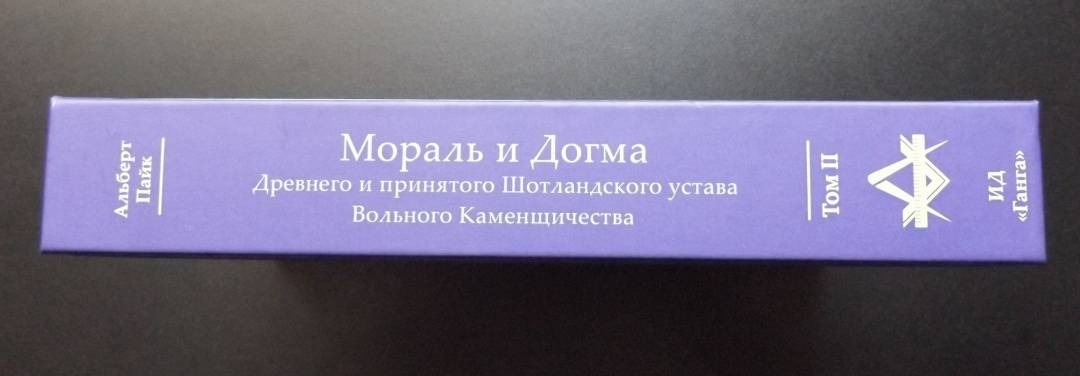 Альберт
Пайк
Мораль и Догма
Древнего и принятого Шотландского устава
Вольного Каменщичества
Том II
ИД
«Ганга»